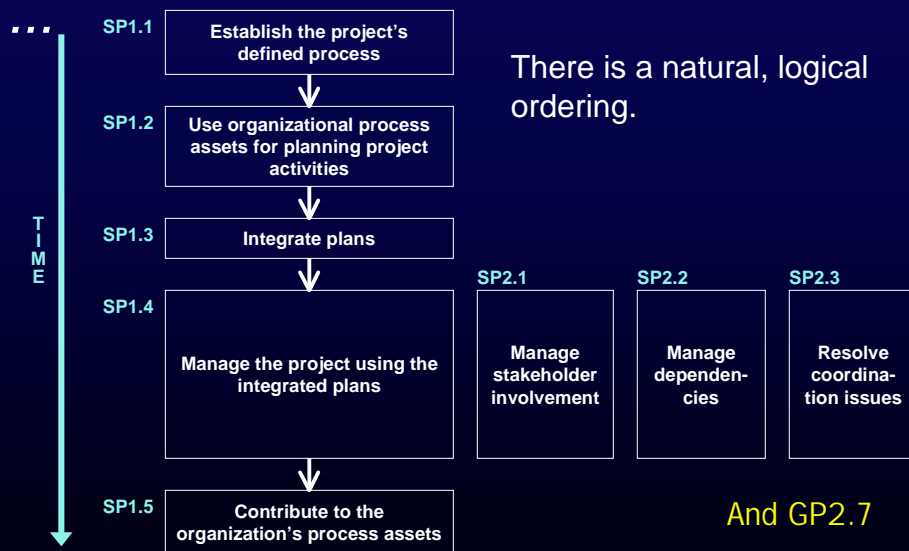 ...
SP1.1
Establish the project's
defined process
There is a natural, logical
ordering.
SP1.2
Use organizational process
assets for planning project
activities
TIME
SP1.3
Integrate plans
SP1.4
Manage the project using the
integrated plans
SP2.1
Manage
stakeholder
involvement
SP2.2
Manage
dependen-
cies
SP2.3
Resolve
coordina-
tion issues
SP1.5
Contribute to the
organization's process assets
And GP2.7